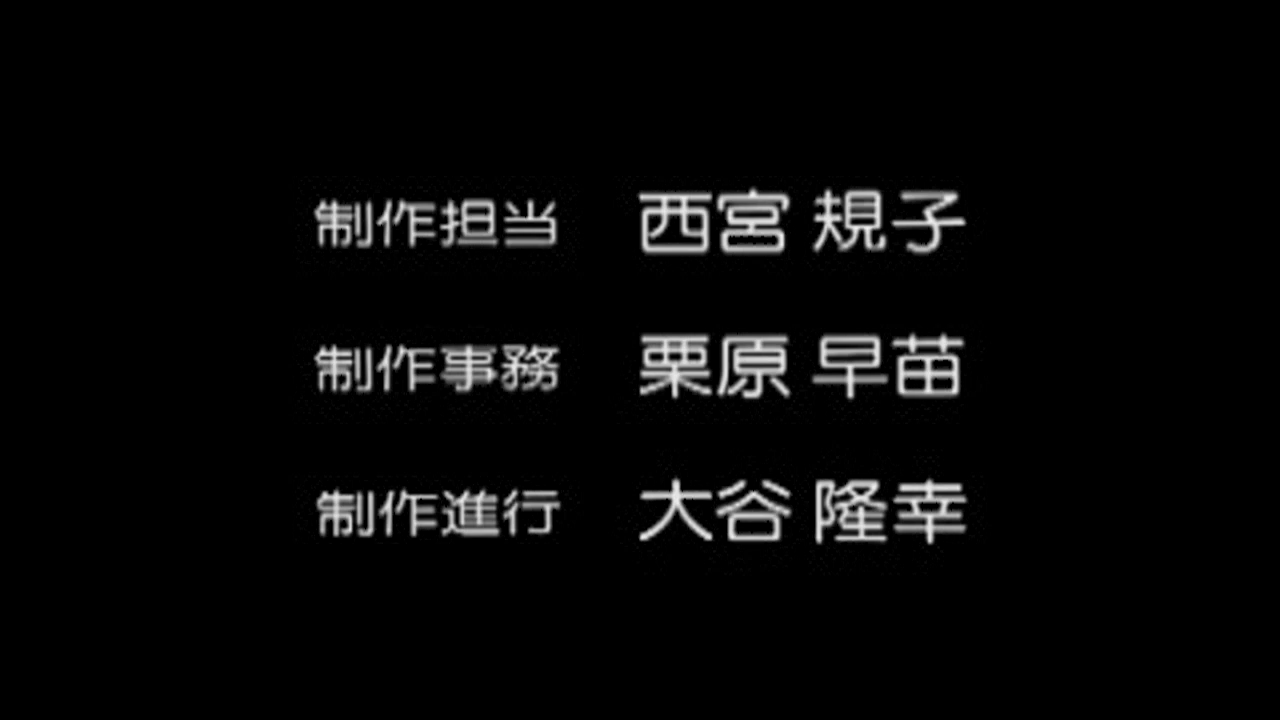 制作担当 西宮 規子
制作事務 栗原 早苗
制作進行 大谷 隆幸